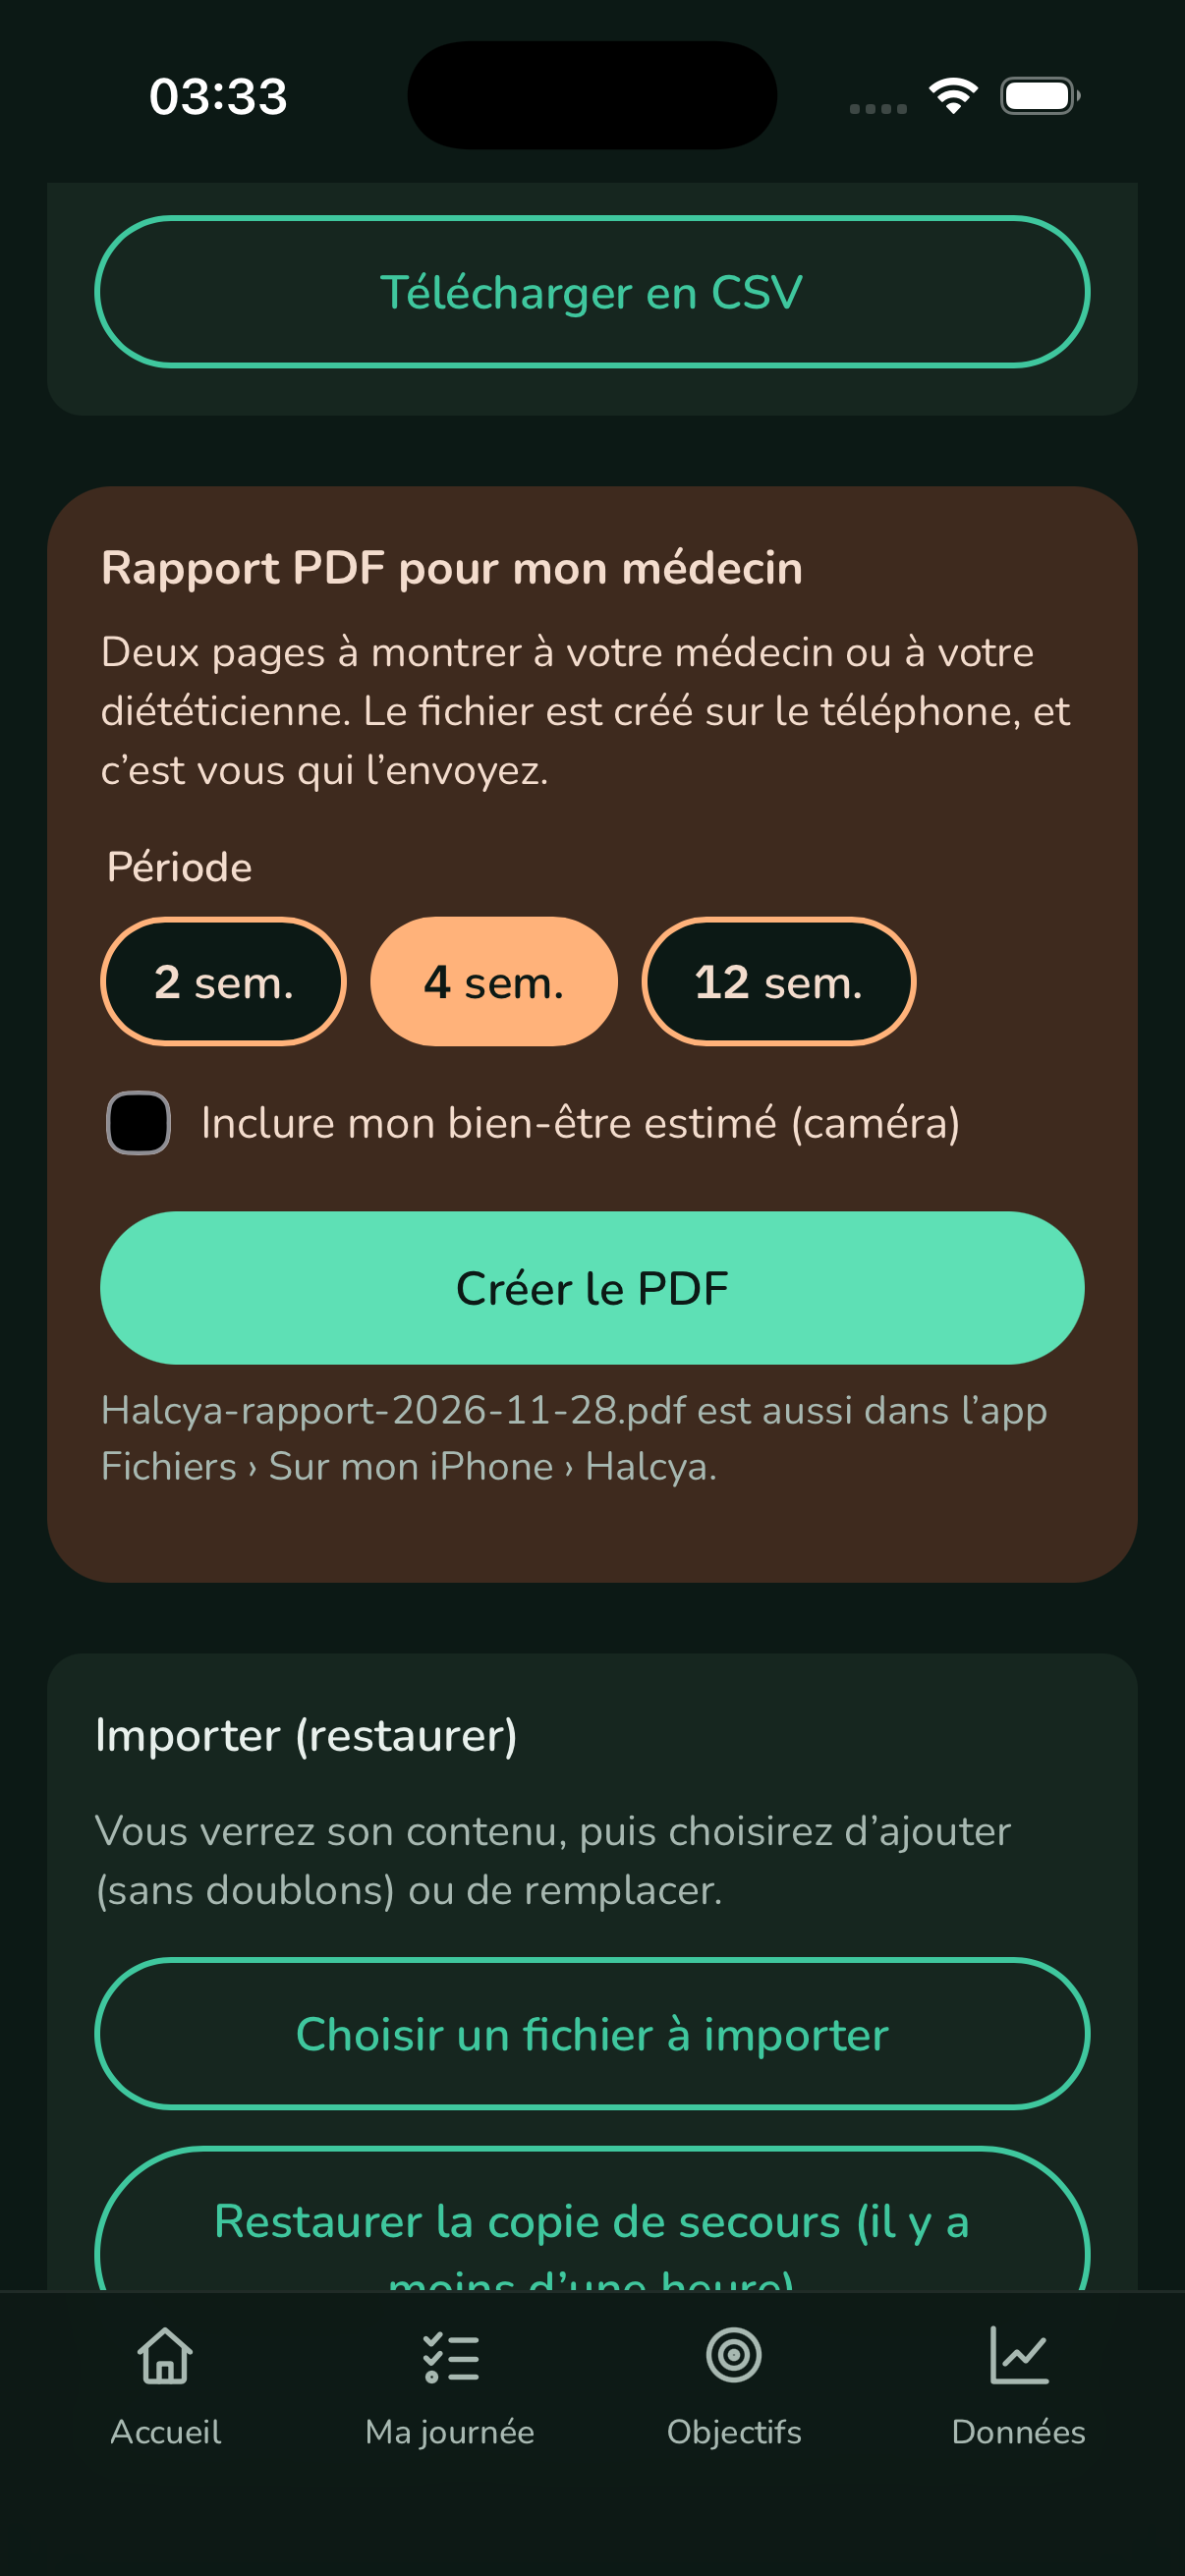 03:33
Télécharger en CSV
Rapport PDF pour mon médecin
Deux pages à montrer à votre médecin ou à votre
diététicienne. Le fichier est créé sur le téléphone, et
c’est vous qui l’envoyez.
Période
2 sem.
4 sem.
12 sem.
Inclure mon bien-être estimé (caméra)
Créer le PDF
Halcya-rapport-2026-11-28.pdf est aussi dans l’app
Fichiers › Sur mon iPhone › Halcya.
Importer (restaurer)
Vous verrez son contenu, puis choisirez d’ajouter
(sans doublons) ou de remplacer.
Choisir un fichier à importer
Restaurer la copie de secours (il y a
moins d’une heure)
Accueil
Ma journée
Objectifs
Données